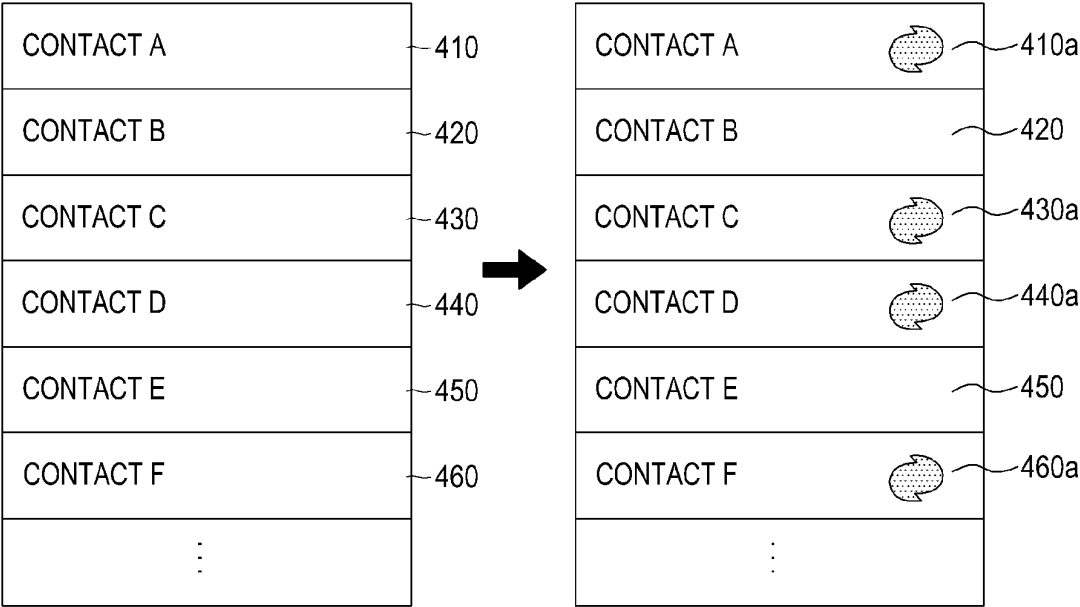 CONTACT A 410
CONTACT B 420
CONTACT C 430
CONTACT D 440
CONTACT E 450
CONTACT F 460
⋮
CONTACT A 410a
CONTACT B 420
CONTACT C 430a
CONTACT D 440a
CONTACT E 450
CONTACT F 460a
⋮